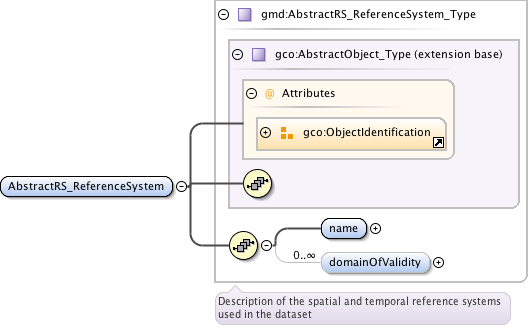 gmd:AbstractRS_ReferenceSystem_Type
gco:AbstractObject_Type (extension base)
@ Attributes
gco:ObjectIdentification
AbstractRS_ReferenceSystem
name
0..∞
domainOfValidity
Description of the spatial and temporal reference systems
used in the dataset